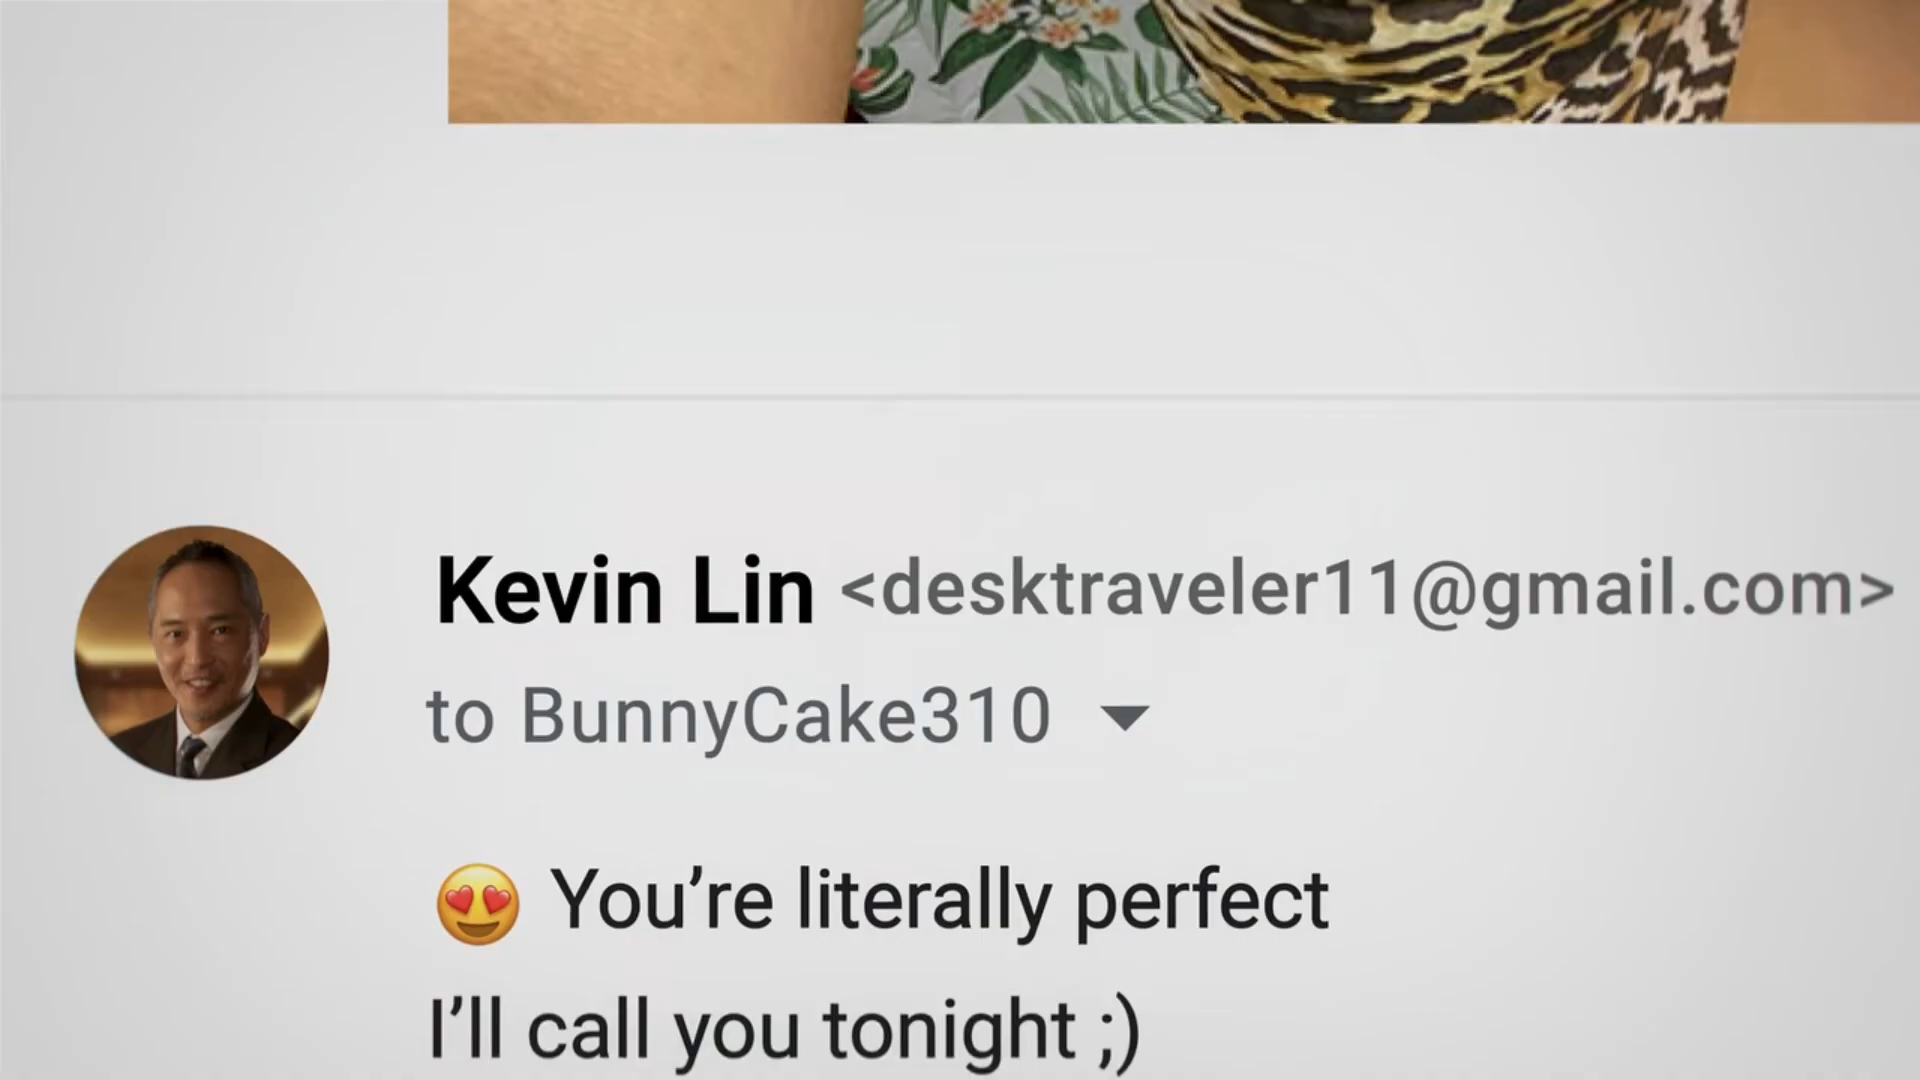 Kevin Lin <desktraveler11@gmail.com>
to BunnyCake310
😍 You’re literally perfect
I’ll call you tonight ;)